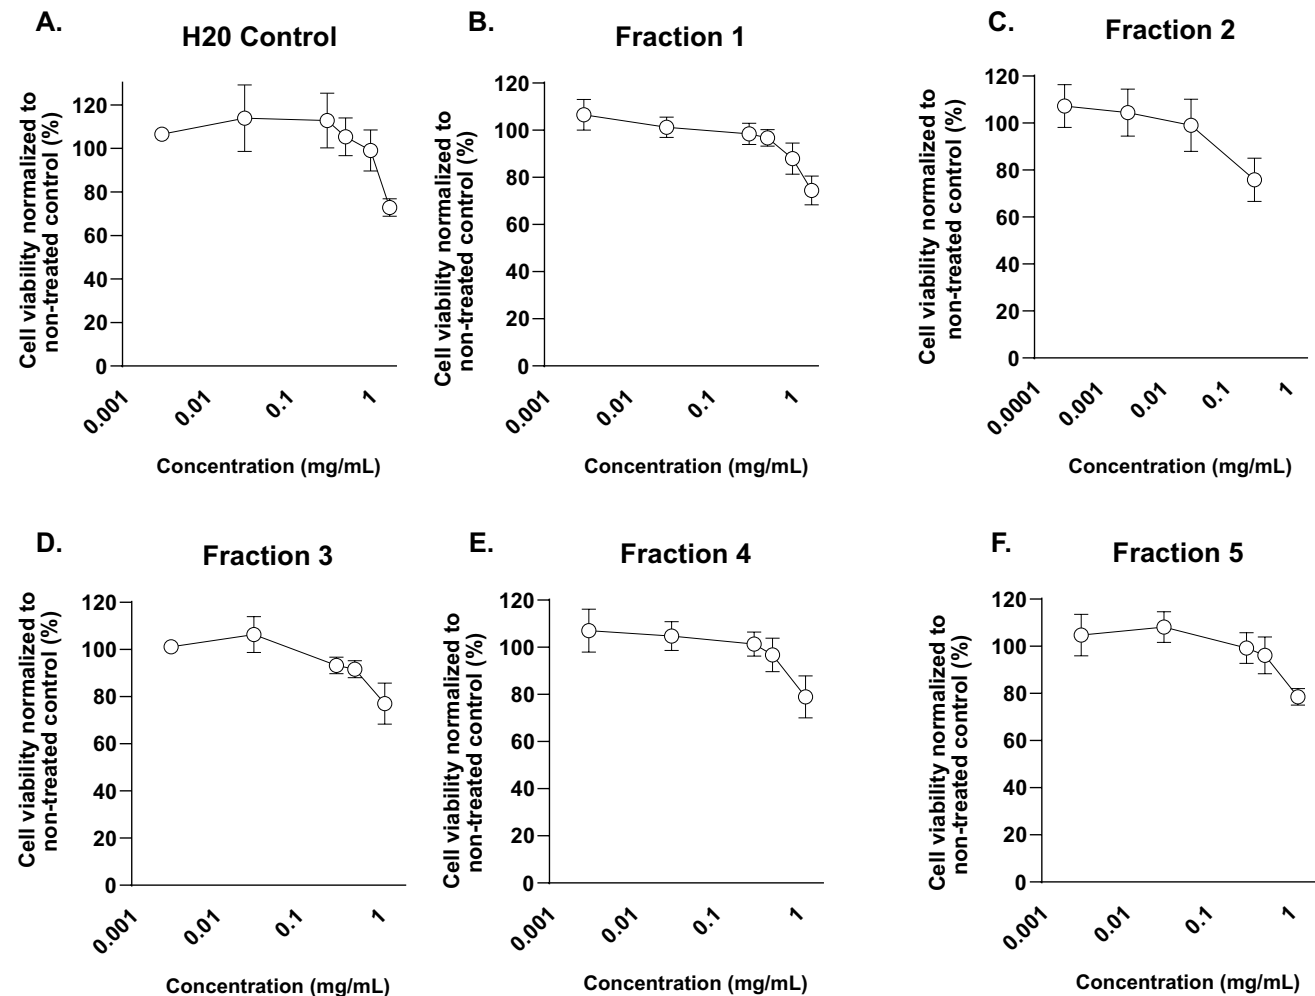 A.
H20 Control
Cell viability normalized to
non-treated control (%)
120
100
80
60
40
20
0
0.001
0.01
0.1
1
Concentration (mg/mL)
B.
Fraction 1
Cell viability normalized to
non-treated control (%)
120
100
80
60
40
20
0
0.001
0.01
0.1
1
Concentration (mg/mL)
C.
Fraction 2
Cell viability normalized to
non-treated control (%)
120
100
80
60
40
20
0
0.0001
0.001
0.01
0.1
1
Concentration (mg/mL)
D.
Fraction 3
Cell viability normalized to
non-treated control (%)
120
100
80
60
40
20
0
0.001
0.01
0.1
1
Concentration (mg/mL)
E.
Fraction 4
Cell viability normalized to
non-treated control (%)
120
100
80
60
40
20
0
0.001
0.01
0.1
1
Concentration (mg/mL)
F.
Fraction 5
Cell viability normalized to
non-treated control (%)
120
100
80
60
40
20
0
0.001
0.01
0.1
1
Concentration (mg/mL)